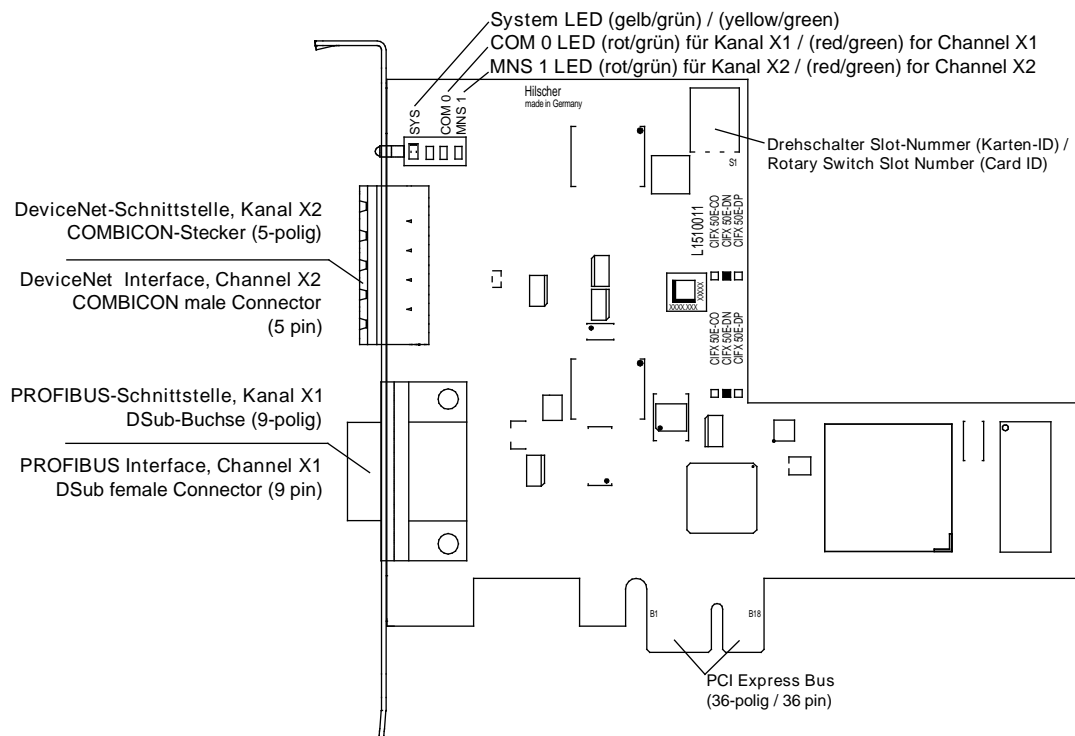 System LED (gelb/grün) / (yellow/green)
COM 0 LED (rot/grün) für Kanal X1 / (red/green) for Channel X1
MNS 1 LED (rot/grün) für Kanal X2 / (red/green) for Channel X2
SYS
COM 0
MNS 1
Hilscher
made in Germany
S1
Drehschalter Slot-Nummer (Karten-ID) /
Rotary Switch Slot Number (Card ID)
DeviceNet-Schnittstelle, Kanal X2
COMBICON-Stecker (5-polig)
DeviceNet Interface, Channel X2
COMBICON male Connector
(5 pin)
L1510011
CIFX 50E-CO
CIFX 50E-DN
CIFX 50E-DP
XXXX.XXX
XXXXX
CIFX 50E-CO
CIFX 50E-DN
CIFX 50E-DP
PROFIBUS-Schnittstelle, Kanal X1
DSub-Buchse (9-polig)
PROFIBUS Interface, Channel X1
DSub female Connector (9 pin)
B1
B18
PCI Express Bus
(36-polig / 36 pin)